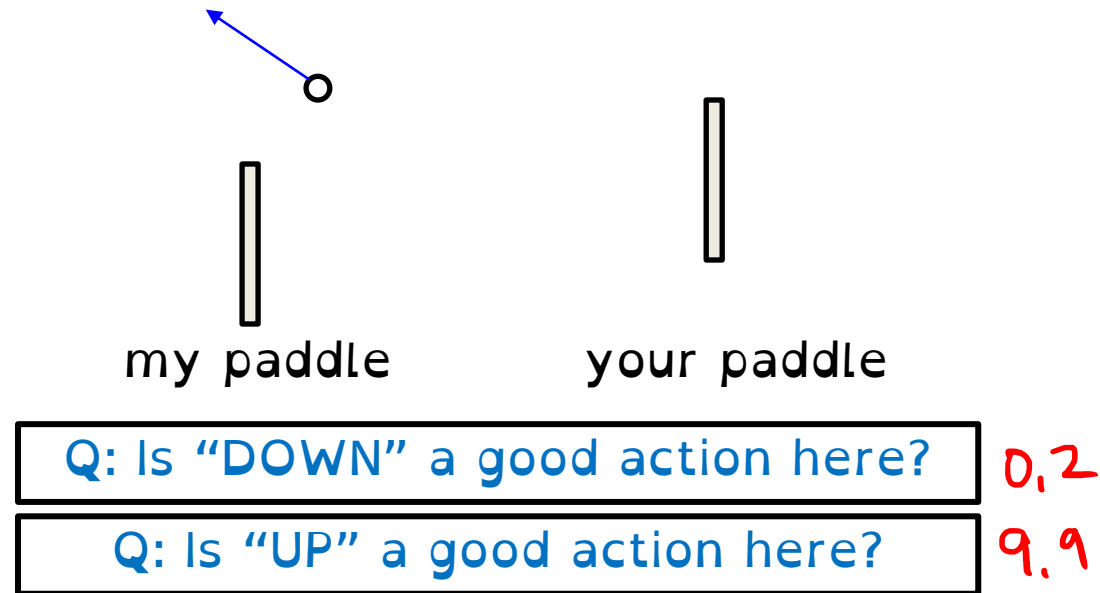 my paddle your paddle
Q: Is “DOWN” a good action here? 0.2
Q: Is “UP” a good action here? 9.9